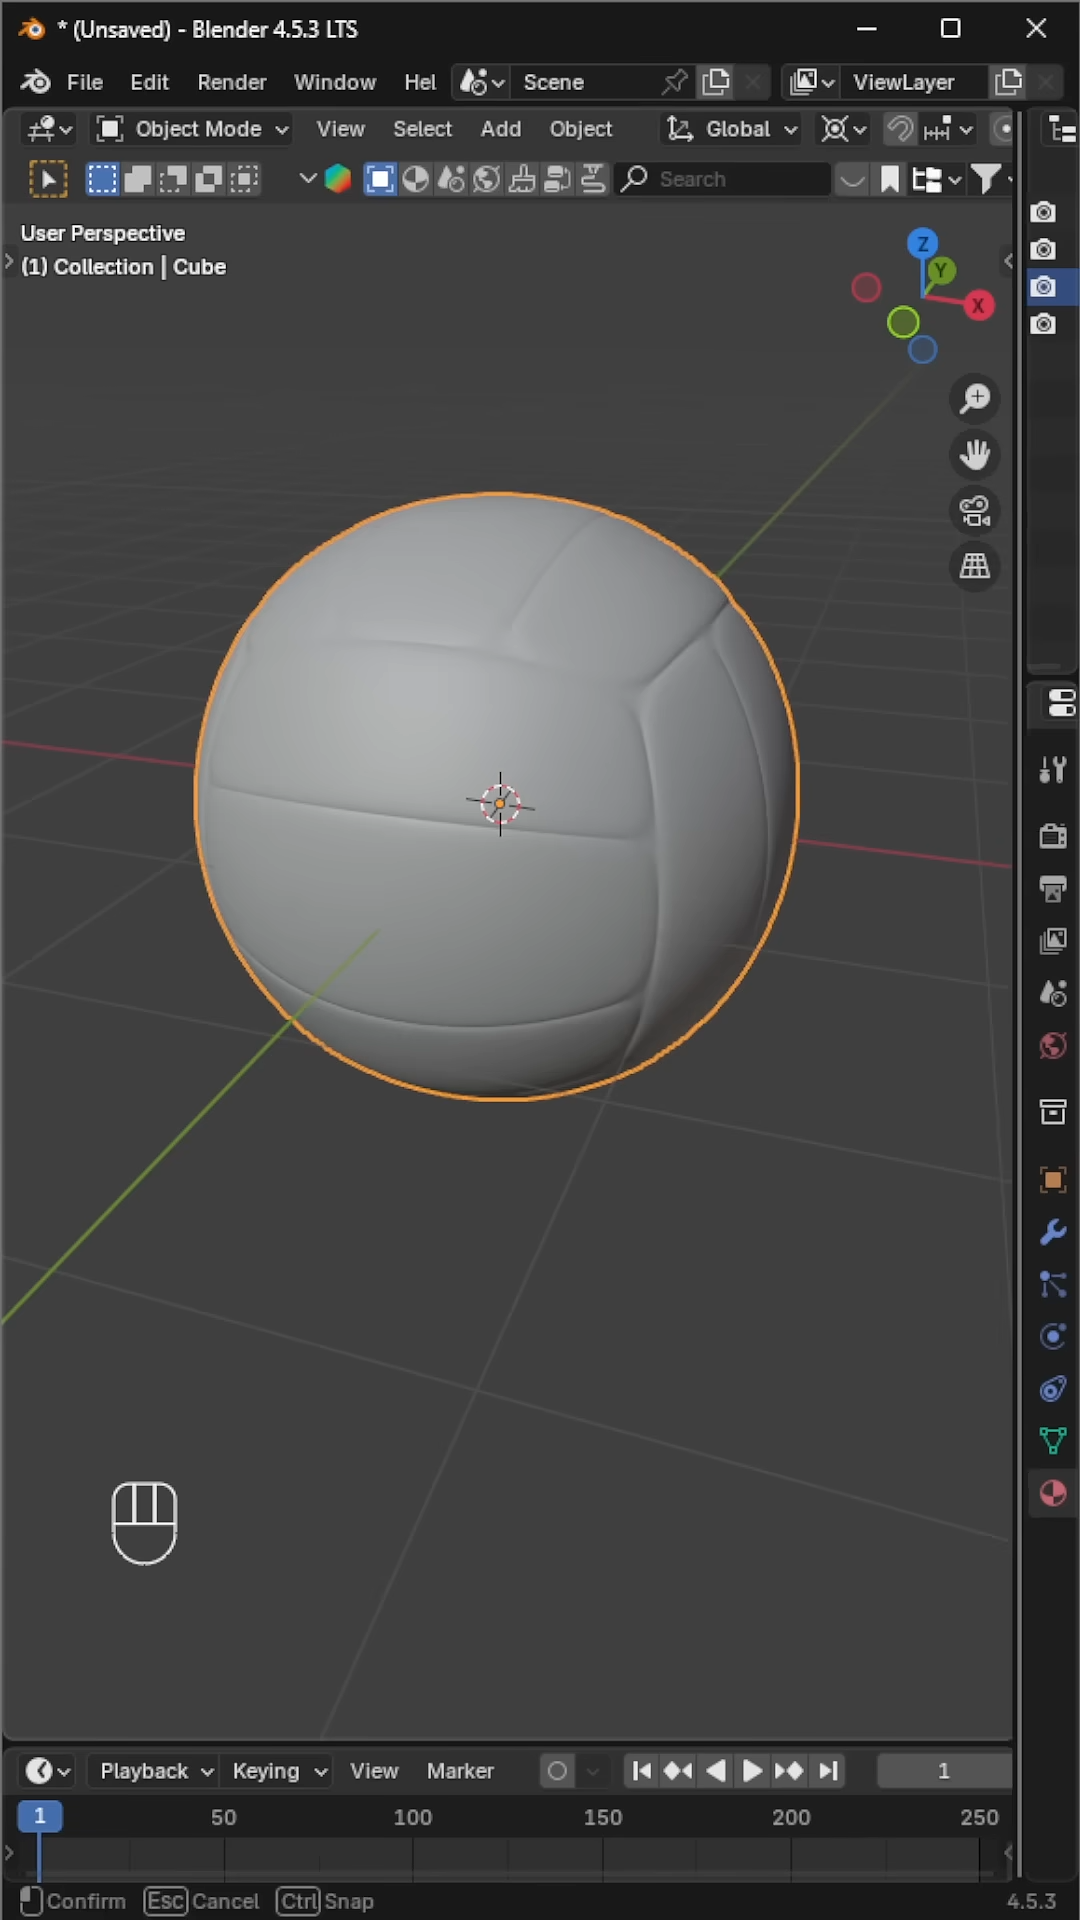 * (Unsaved) - Blender 4.5.3 LTS
File Edit Render Window Hel Scene ViewLayer
Object Mode View Select Add Object Global
Search
User Perspective
(1) Collection | Cube
Z
Y
X
Playback Keying View Marker 1
1 50 100 150 200 250
Confirm Esc Cancel Ctrl Snap 4.5.3